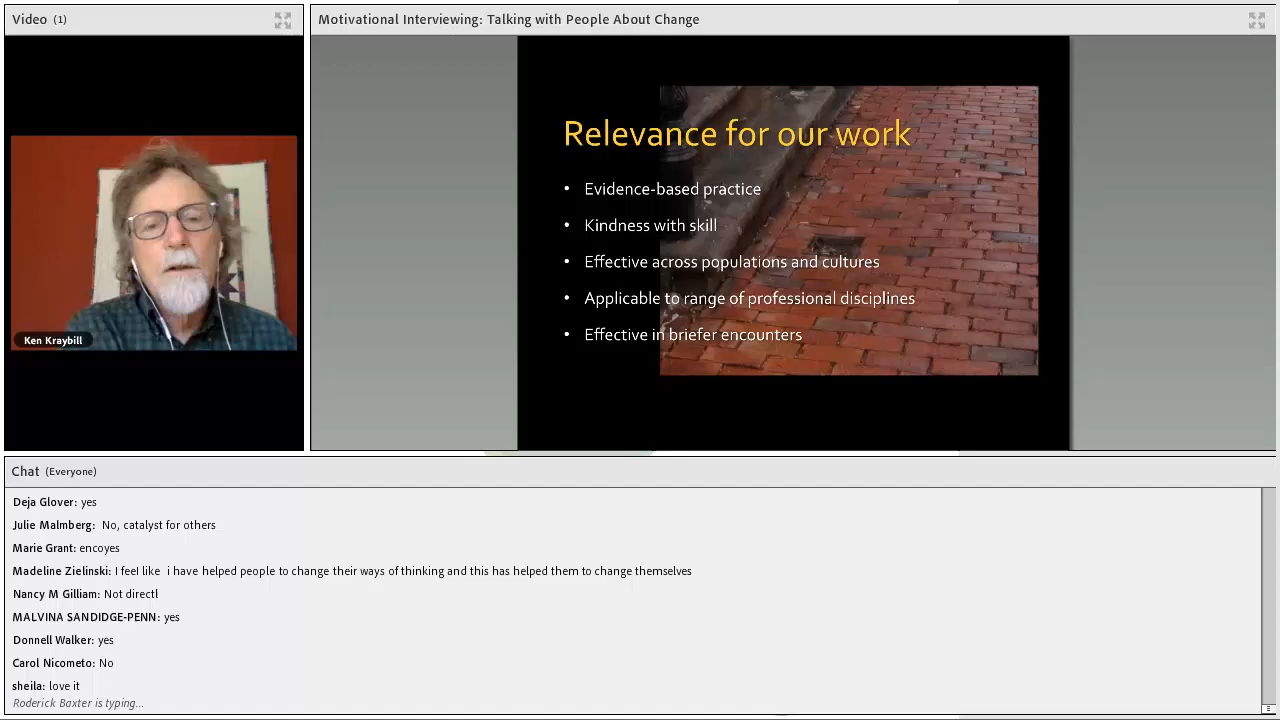 Video (1)
Motivational Interviewing: Talking with People About Change
Ken Kraybill
Relevance for our work
• Evidence-based practice
• Kindness with skill
• Effective across populations and cultures
• Applicable to range of professional disciplines
• Effective in briefer encounters
Chat (Everyone)
Deja Glover: yes
Julie Malmberg: No, catalyst for others
Marie Grant: encoyes
Madeline Zielinski: I feel like i have helped people to change their ways of thinking and this has helped them to change themselves
Nancy M Gilliam: Not directl
MALVINA SANDIDGE-PENN: yes
Donnell Walker: yes
Carol Nicometo: No
sheila: love it
Roderick Baxter is typing...